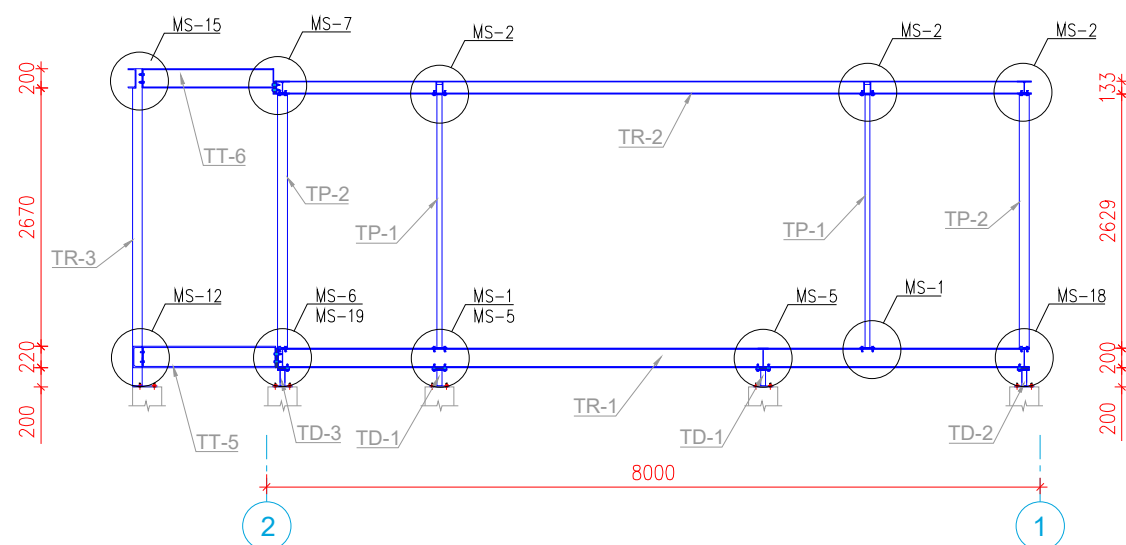 MS-15
MS-7
MS-2
MS-2
MS-2
200
133
TT-6
TR-2
TP-2
2670
2629
TP-1
TP-1
TP-2
TR-3
MS-12
MS-6
MS-19
MS-1
MS-5
MS-5
MS-1
MS-18
220
200
200
200
TT-5
TD-3
TD-1
TR-1
TD-1
TD-2
8000
2
1